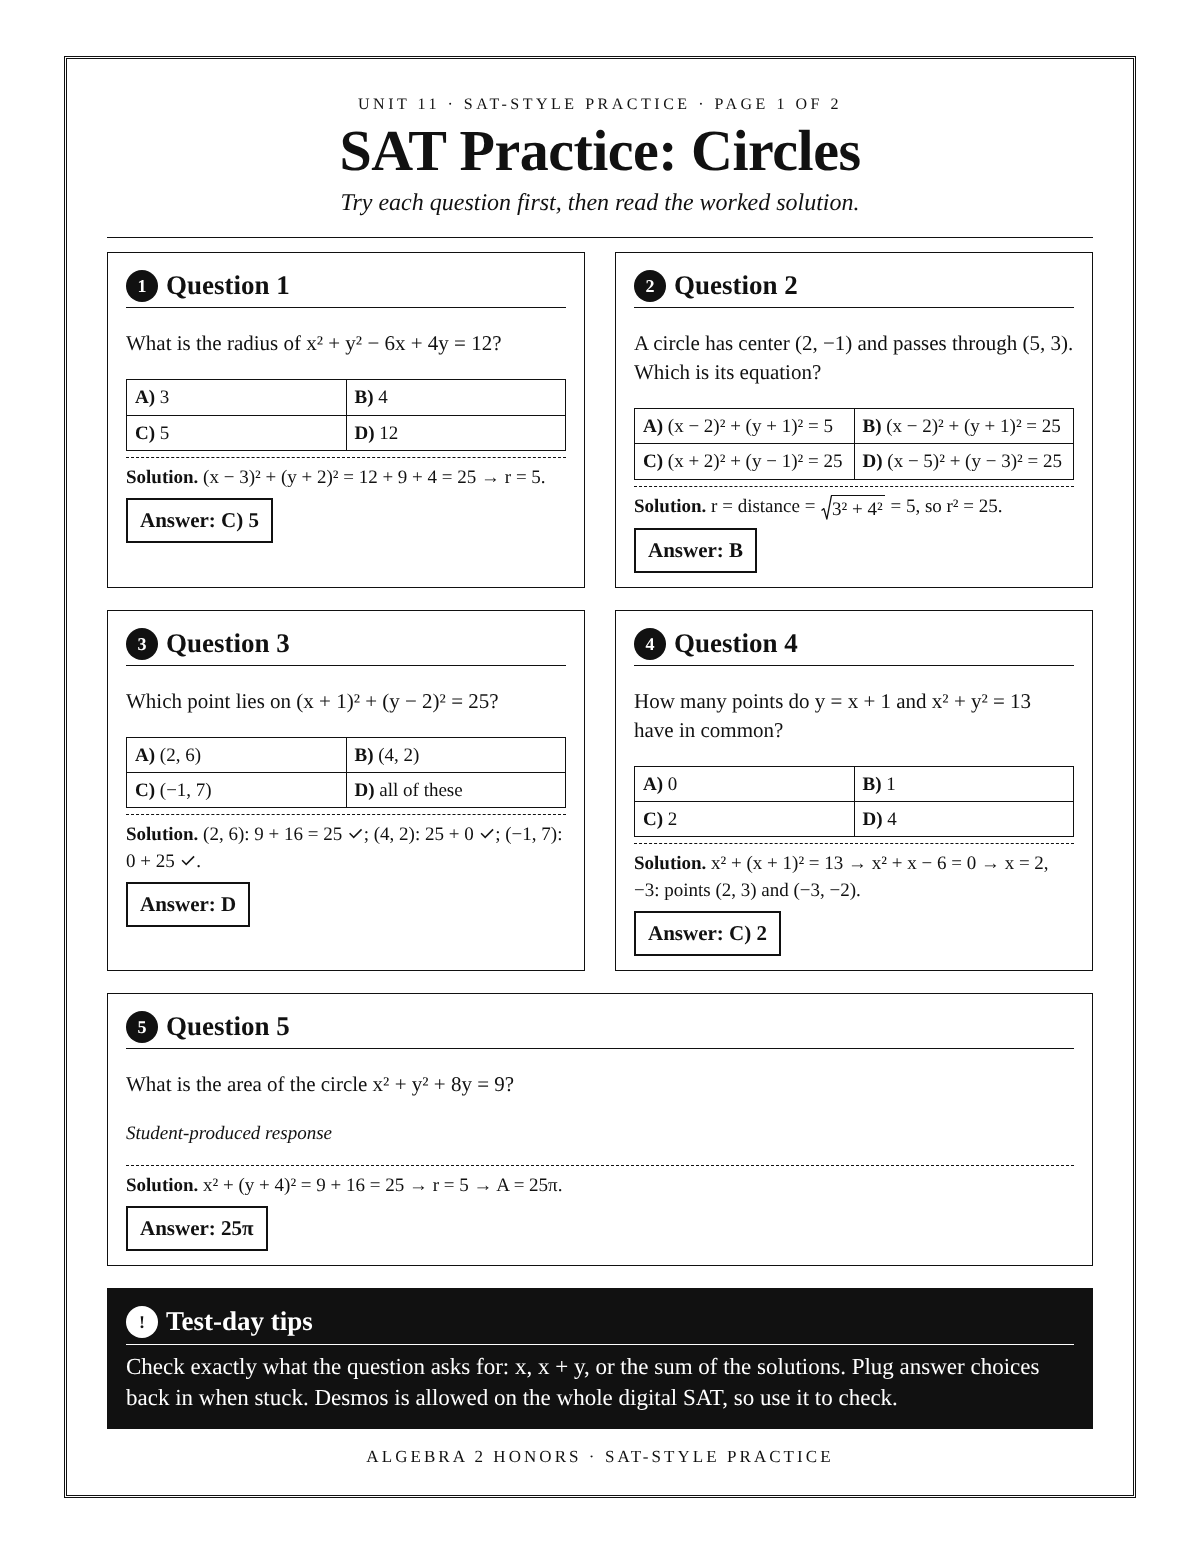 UNIT 11 · SAT-STYLE PRACTICE · PAGE 1 OF 2
SAT Practice: Circles
Try each question first, then read the worked solution.
1 Question 1
What is the radius of x² + y² − 6x + 4y = 12?
A) 3
B) 4
C) 5
D) 12
Solution. (x − 3)² + (y + 2)² = 12 + 9 + 4 = 25 → r = 5.
Answer: C) 5
2 Question 2
A circle has center (2, −1) and passes through (5, 3).
Which is its equation?
A) (x − 2)² + (y + 1)² = 5
B) (x − 2)² + (y + 1)² = 25
C) (x + 2)² + (y − 1)² = 25
D) (x − 5)² + (y − 3)² = 25
Solution. r = distance = √3² + 4² = 5, so r² = 25.
Answer: B
3 Question 3
Which point lies on (x + 1)² + (y − 2)² = 25?
A) (2, 6)
B) (4, 2)
C) (−1, 7)
D) all of these
Solution. (2, 6): 9 + 16 = 25 ✓; (4, 2): 25 + 0 ✓; (−1, 7):
0 + 25 ✓.
Answer: D
4 Question 4
How many points do y = x + 1 and x² + y² = 13
have in common?
A) 0
B) 1
C) 2
D) 4
Solution. x² + (x + 1)² = 13 → x² + x − 6 = 0 → x = 2,
−3: points (2, 3) and (−3, −2).
Answer: C) 2
5 Question 5
What is the area of the circle x² + y² + 8y = 9?
Student-produced response
Solution. x² + (y + 4)² = 9 + 16 = 25 → r = 5 → A = 25π.
Answer: 25π
! Test-day tips
Check exactly what the question asks for: x, x + y, or the sum of the solutions. Plug answer choices
back in when stuck. Desmos is allowed on the whole digital SAT, so use it to check.
ALGEBRA 2 HONORS · SAT-STYLE PRACTICE